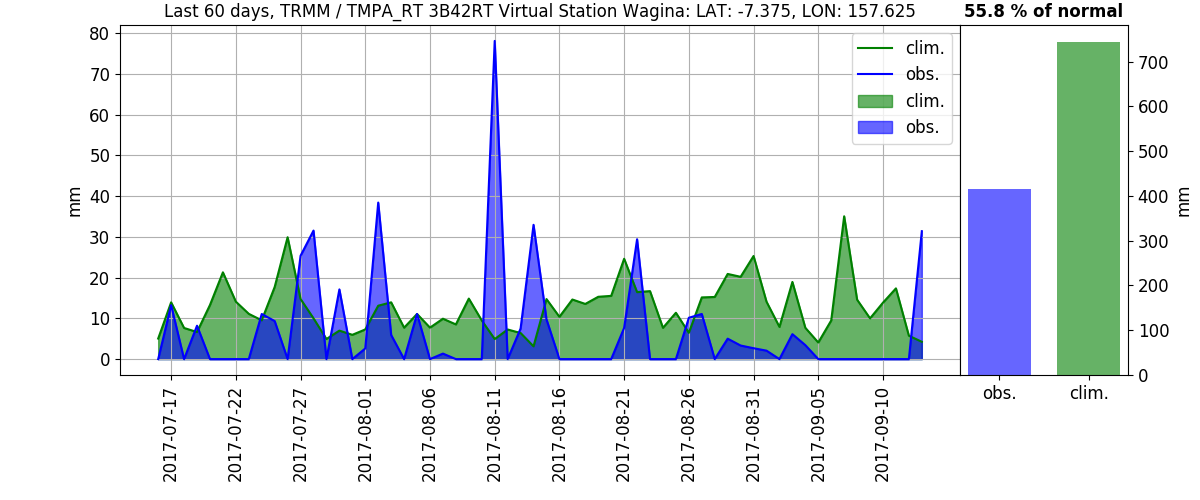 Last 60 days, TRMM / TMPA_RT 3B42RT Virtual Station Wagina: LAT: -7.375, LON: 157.625
55.8 % of normal
80
70
60
50
40
30
20
10
0
mm
clim.
obs.
clim.
obs.
2017-07-17
2017-07-22
2017-07-27
2017-08-01
2017-08-06
2017-08-11
2017-08-16
2017-08-21
2017-08-26
2017-08-31
2017-09-05
2017-09-10
700
600
500
400
300
200
100
0
mm
obs.
clim.